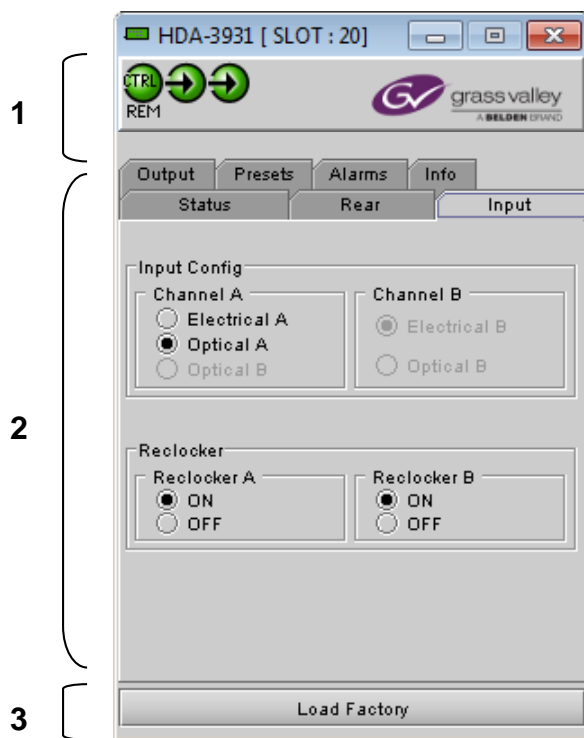 HDA-3931 [ SLOT : 20]
1
CTRL
REM
grass valley
A BELDEN BRAND
Output Presets Alarms Info
Status Rear Input
2
Input Config
Channel A Channel B
Electrical A Electrical B
Optical A
Optical B Optical B
Reclocker
Reclocker A Reclocker B
ON ON
OFF OFF
3
Load Factory